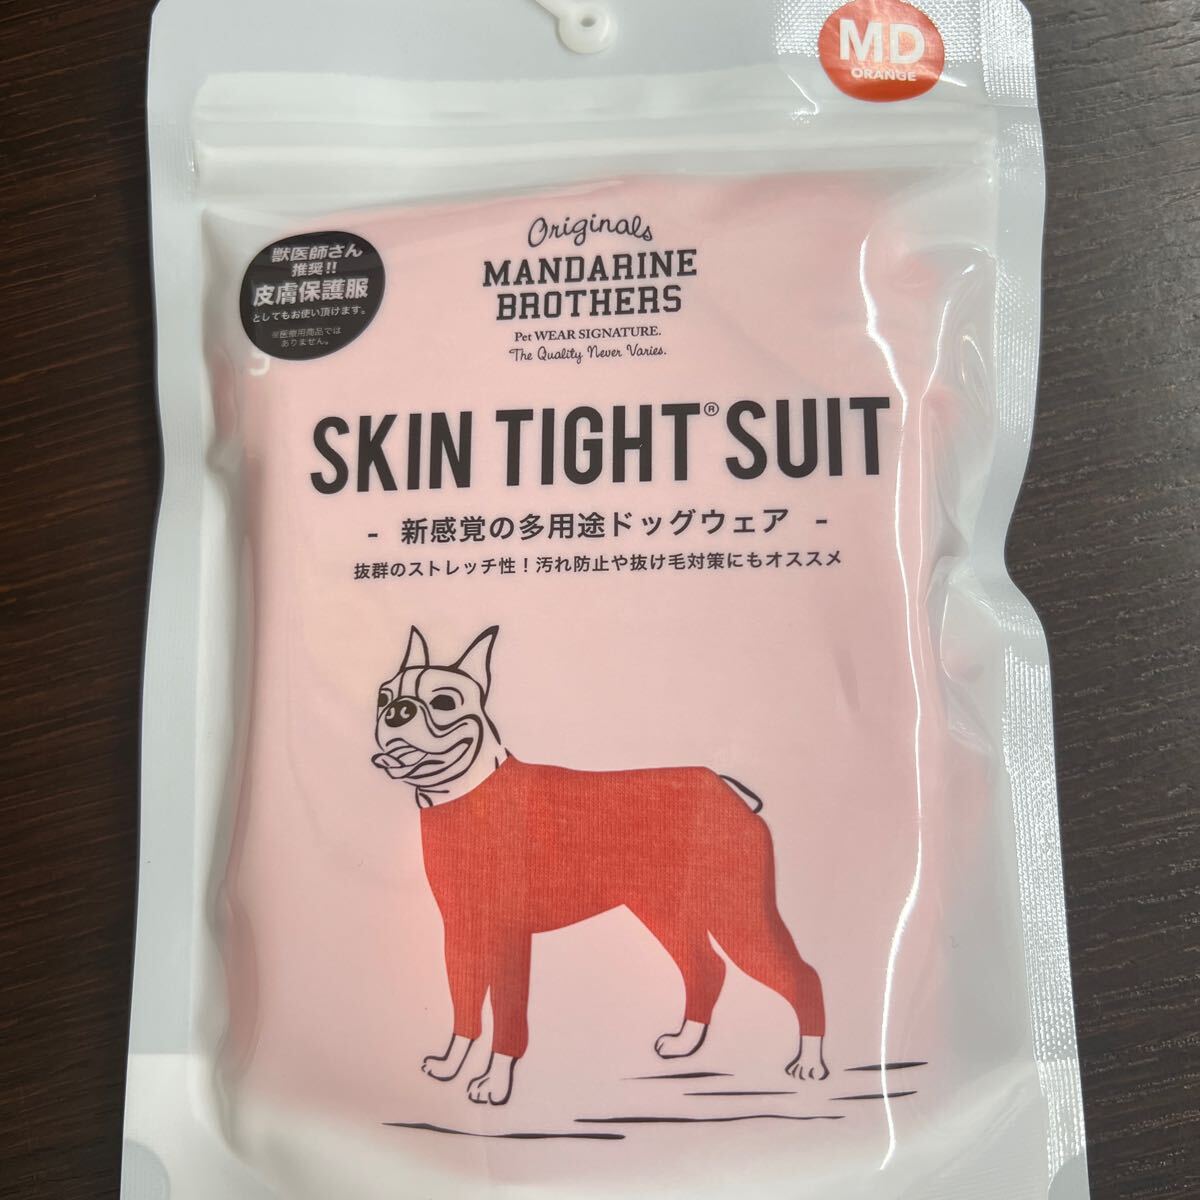 MD
ORANGE
獣医師さん
推奨!!
皮膚保護服
としてもお使い頂けます。
※医療用商品では
ありません。
Originals
MANDARINE
BROTHERS
Pet WEAR SIGNATURE.
The Quality Never Varies.
SKIN TIGHT® SUIT
- 新感覚の多用途ドッグウェア -
抜群のストレッチ性！汚れ防止や抜け毛対策にもオススメ